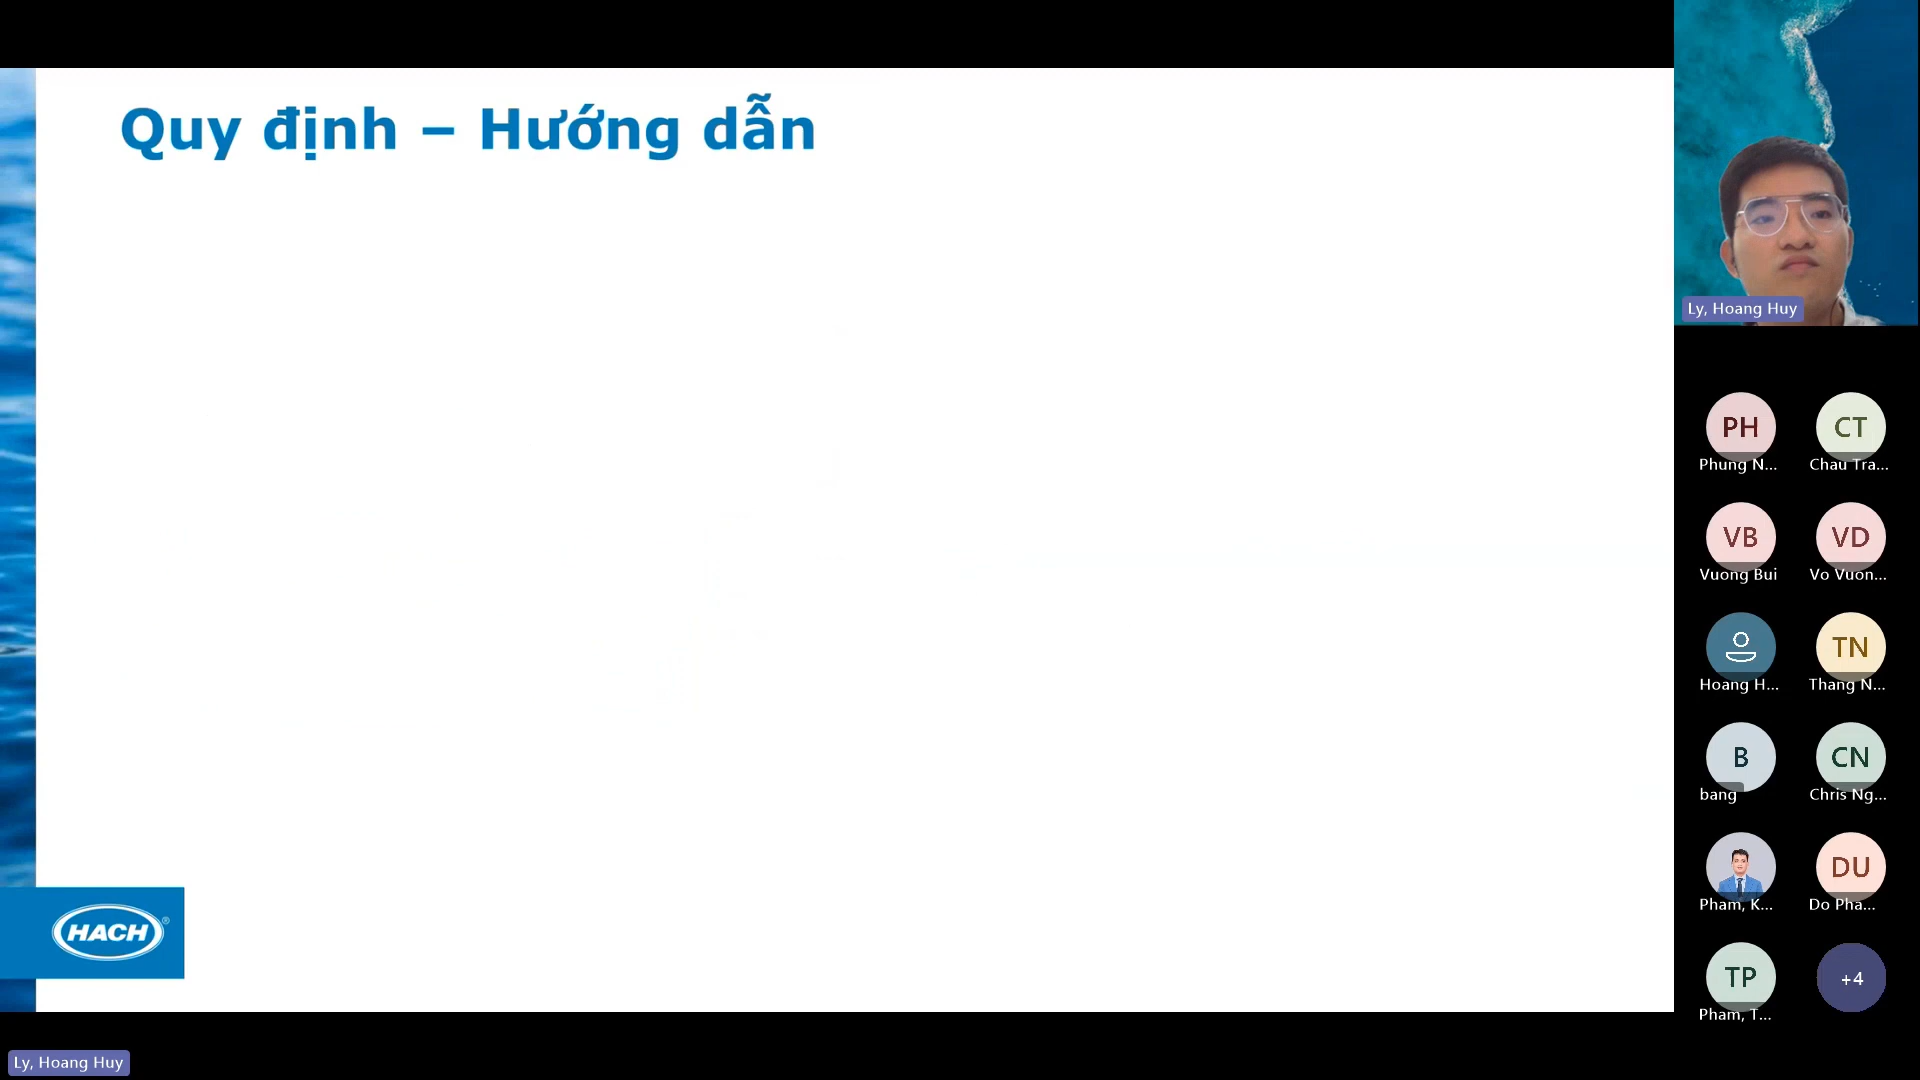 Quy định – Hướng dẫn
HACH®
Ly, Hoang Huy
PH
Phung N...
CT
Chau Tra...
VB
Vuong Bui
VD
Vo Vuon...
Hoang H...
TN
Thang N...
B
bang
CN
Chris Ng...
Pham, K...
DU
Do Pha...
TP
Pham, T...
+4
Ly, Hoang Huy